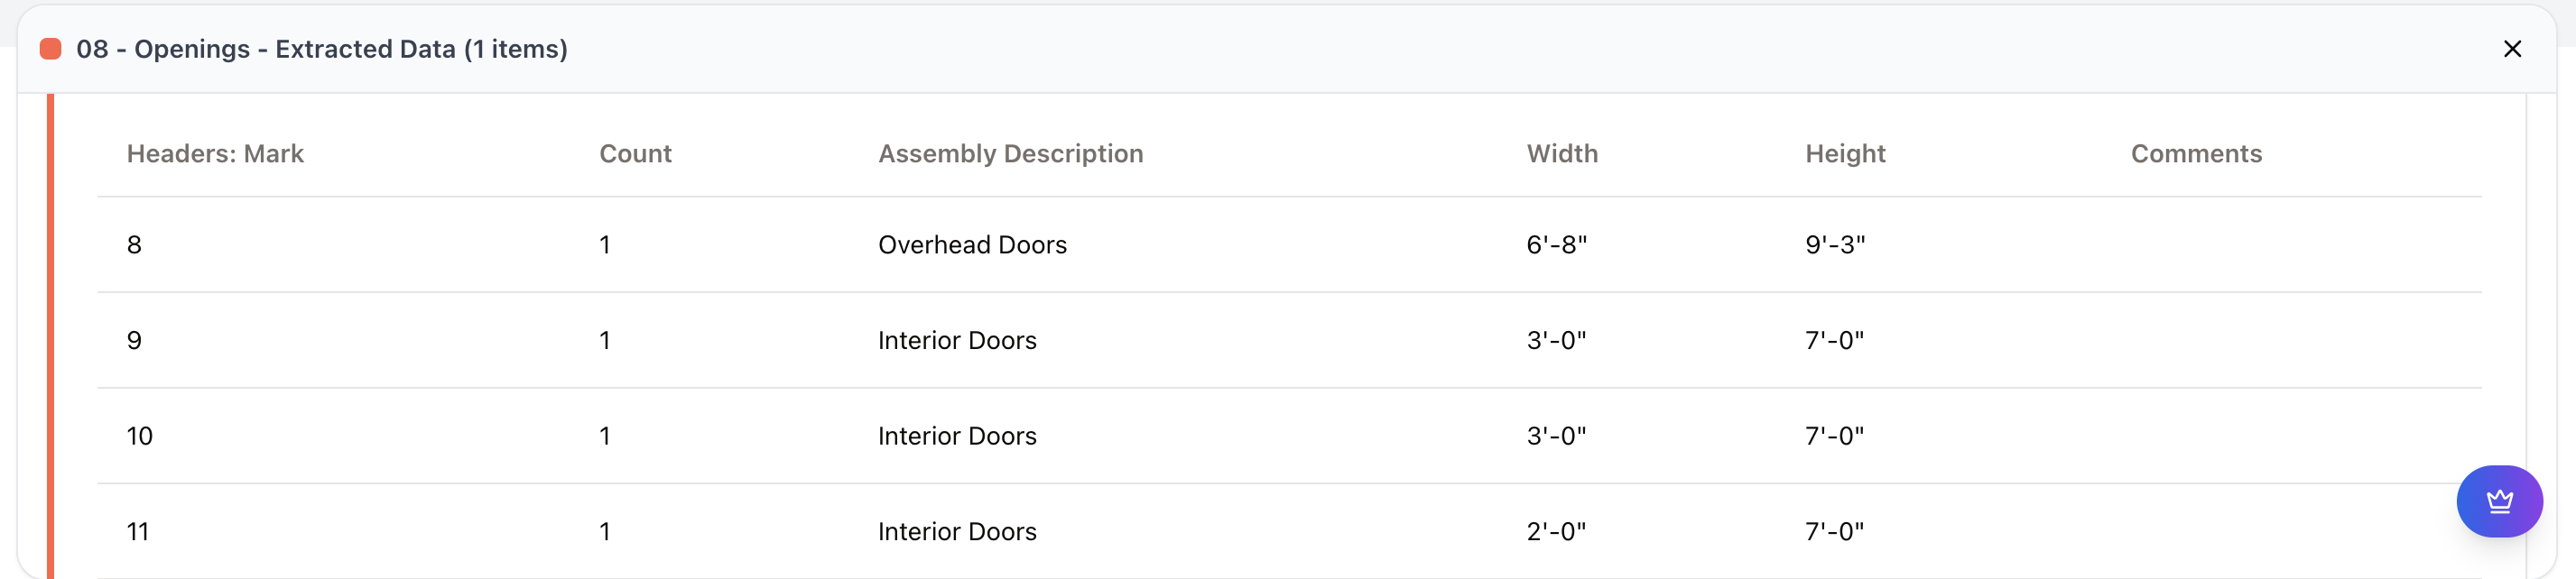 08 - Openings - Extracted Data (1 items)
Headers: Mark Count Assembly Description Width Height Comments
8 1 Overhead Doors 6'-8" 9'-3"
9 1 Interior Doors 3'-0" 7'-0"
10 1 Interior Doors 3'-0" 7'-0"
11 1 Interior Doors 2'-0" 7'-0"